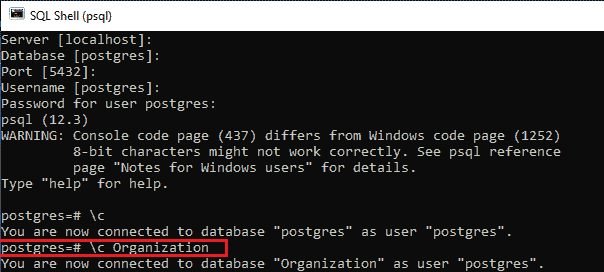 SQL Shell (psql)
Server [localhost]:
Database [postgres]:
Port [5432]:
Username [postgres]:
Password for user postgres:
psql (12.3)
WARNING: Console code page (437) differs from Windows code page (1252)
         8-bit characters might not work correctly. See psql reference
         page "Notes for Windows users" for details.
Type "help" for help.

postgres=# \c
You are now connected to database "postgres" as user "postgres".
postgres=# \c Organization
You are now connected to database "Organization" as user "postgres".